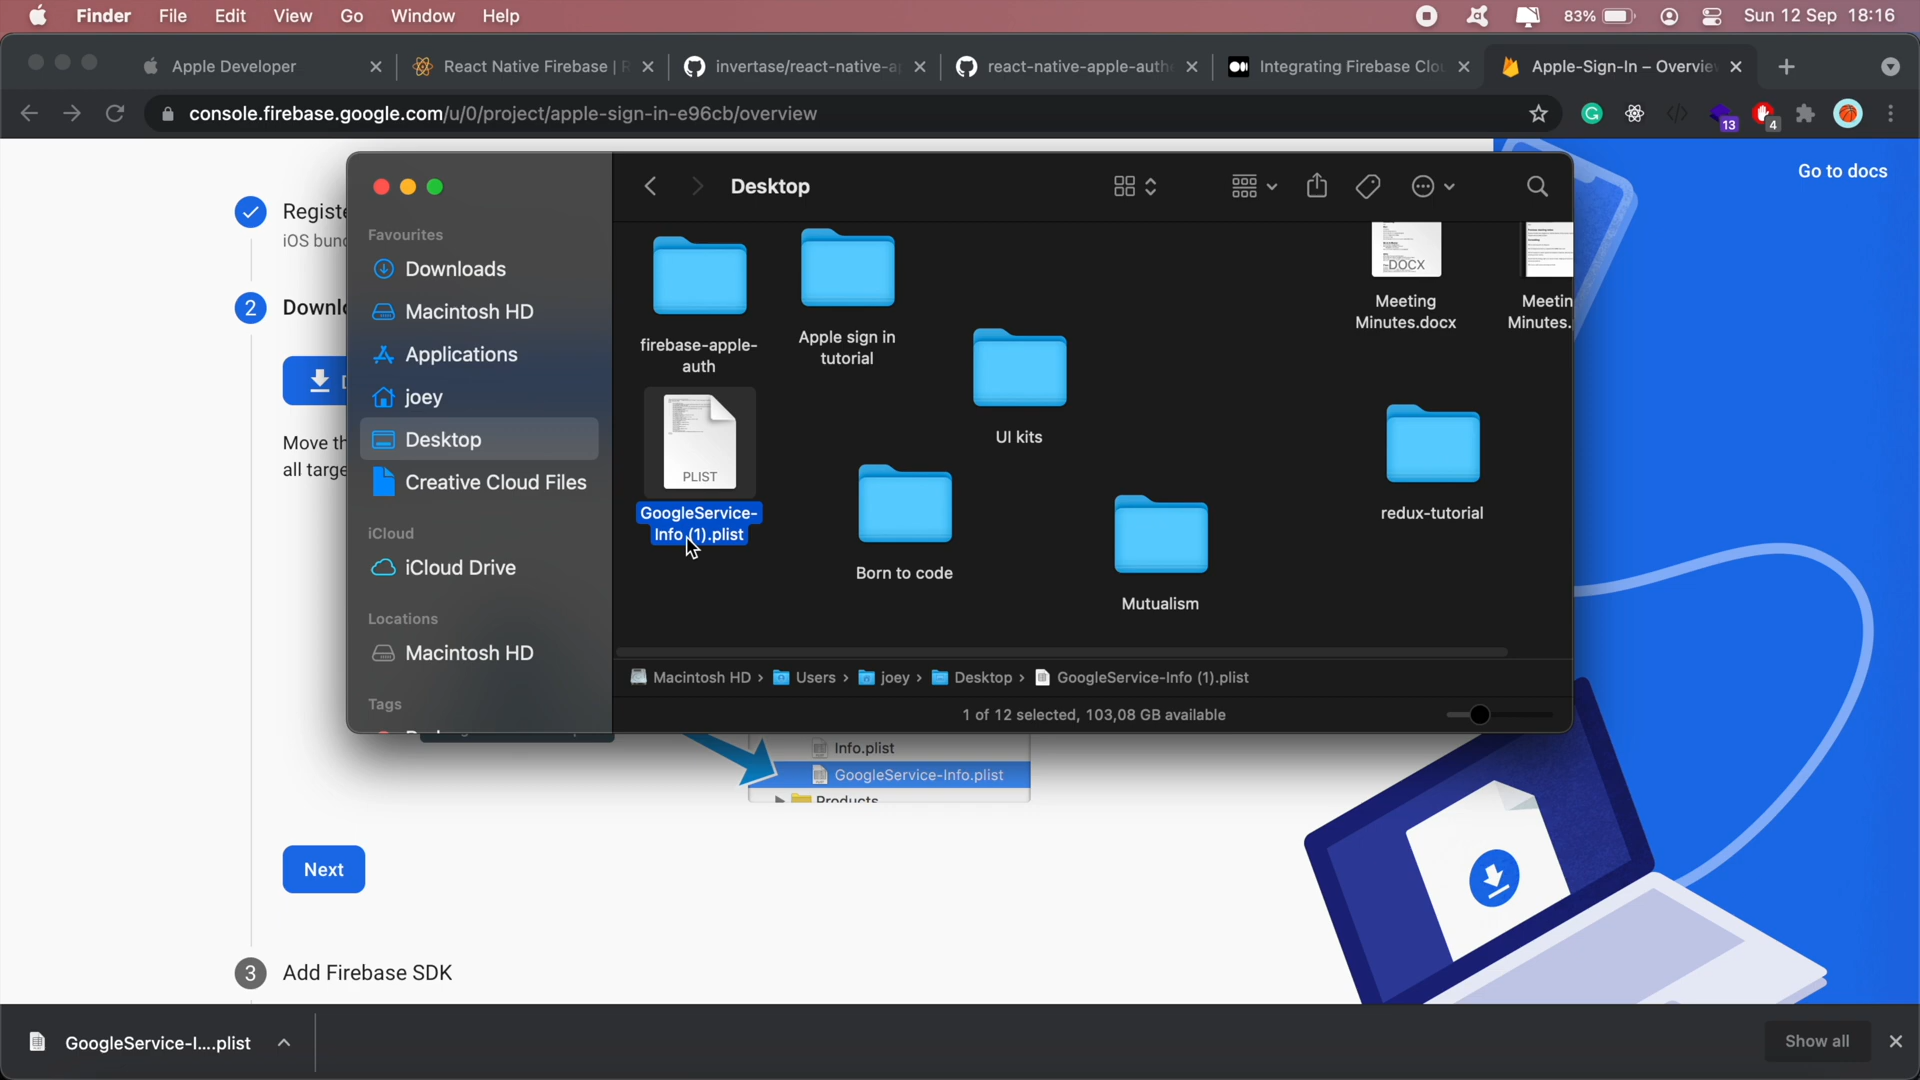 Finder File Edit View Go Window Help 83% Sun 12 Sep 18:16
Apple Developer React Native Firebase | invertase/react-native-a react-native-apple-auth Integrating Firebase Clo Apple-Sign-In – Overvie
console.firebase.google.com/u/0/project/apple-sign-in-e96cb/overview 13 4
Go to docs
Desktop
Registe
iOS bun
2 Downl
Move th
all targe
Favourites
Downloads
Macintosh HD
Applications
joey
Desktop
Creative Cloud Files
iCloud
iCloud Drive
Locations
Macintosh HD
Tags
firebase-apple-
auth
Apple sign in
tutorial
UI kits
DOCX
Meeting
Minutes.docx
Meetin
Minutes.
PLIST
GoogleService-
Info (1).plist
Born to code
Mutualism
redux-tutorial
Macintosh HD › Users › joey › Desktop › GoogleService-Info (1).plist
1 of 12 selected, 103,08 GB available
Info.plist
GoogleService-Info.plist
Products
Next
3 Add Firebase SDK
GoogleService-I....plist
Show all